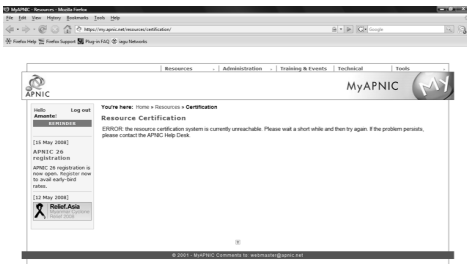 MyAPNIC - Resources - Mozilla Firefox
File Edit View History Bookmarks Tools Help
https://my.apnic.net/resources/certification/
Google
Firefox Help Firefox Support Plug-in FAQ
Resources Administration Training & Events Technical Tools
APNIC
MyAPNIC
Hello Log out
REMINDER
You're here: Home » Resources » Certification
Resource Certification
ERROR: the resource certification system is currently unreachable. Please wait a short while and then try again. If the problem persists,
please contact the APNIC Help Desk.
[15 May 2008]
APNIC 26
registration
APNIC 26 registration is
now open. Register now
to avail early-bird
rates.
[12 May 2008]
Relief.Asia
Myanmar Cyclone
Relief 2008
© 2001 - MyAPNIC Comments to: webmaster@apnic.net